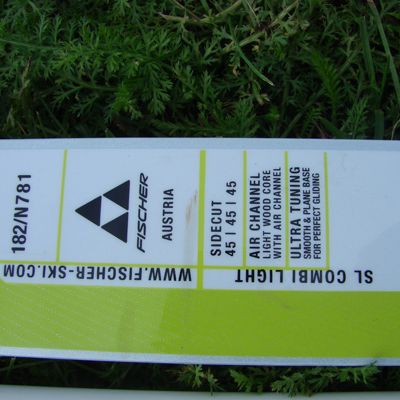 182/N781
FISCHER
AUSTRIA
WWW.FISCHER-SKI.COM
SIDECUT
45 | 45 | 45
AIR CHANNEL
LIGHT WOOD CORE
WITH AIR CHANNEL
ULTRA TUNING
SMOOTH & PLANE BASE
FOR PERFECT GLIDING
SL COMBI LIGHT